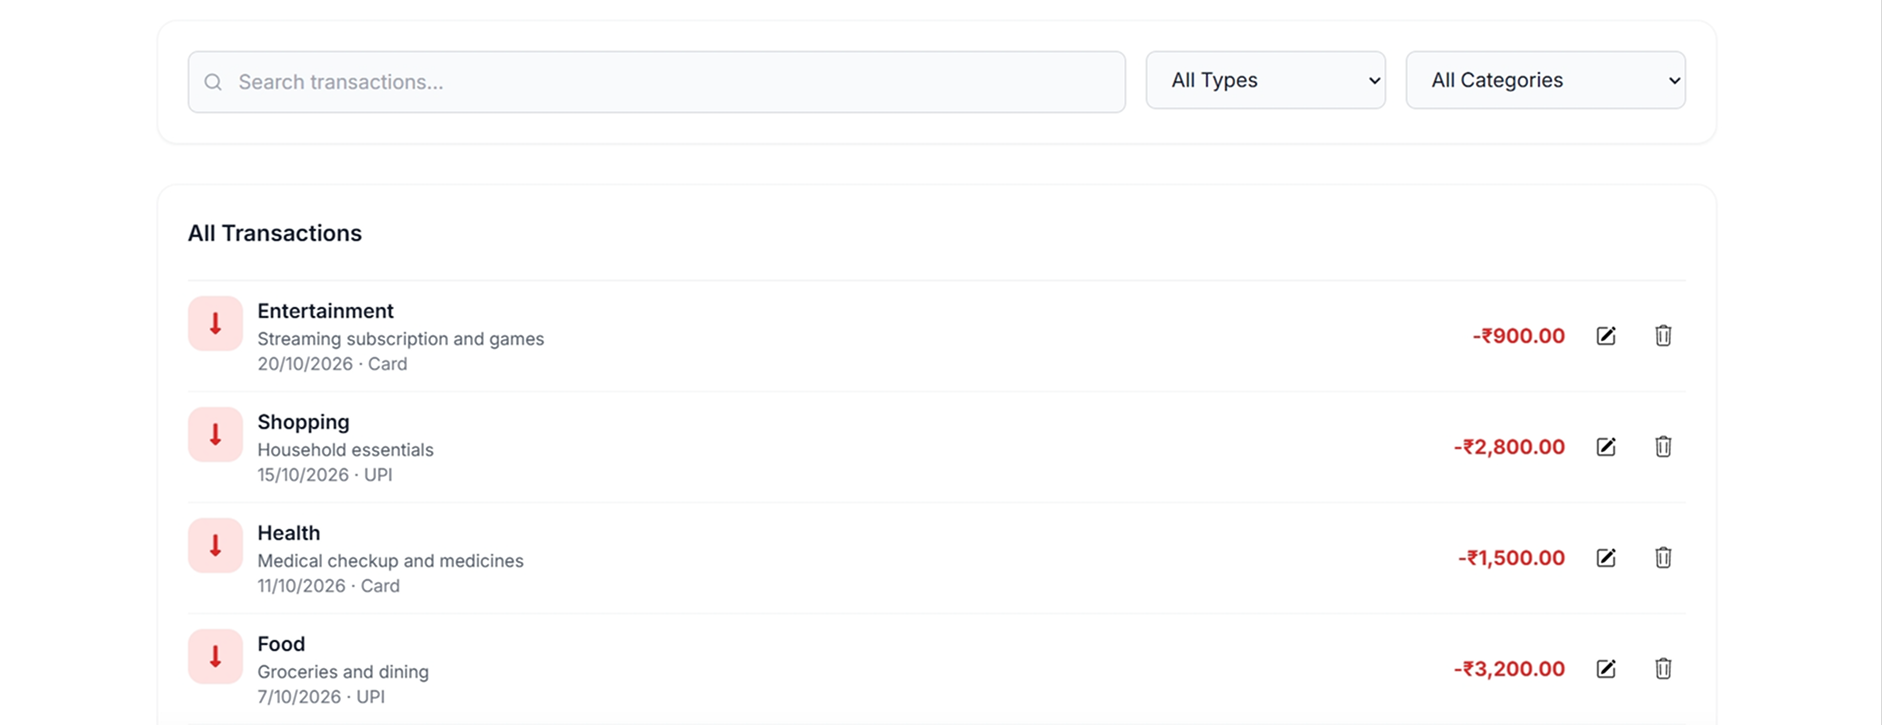 Search transactions...
All Types
All Categories
All Transactions
Entertainment
Streaming subscription and games
20/10/2026 · Card
-₹900.00
Shopping
Household essentials
15/10/2026 · UPI
-₹2,800.00
Health
Medical checkup and medicines
11/10/2026 · Card
-₹1,500.00
Food
Groceries and dining
7/10/2026 · UPI
-₹3,200.00